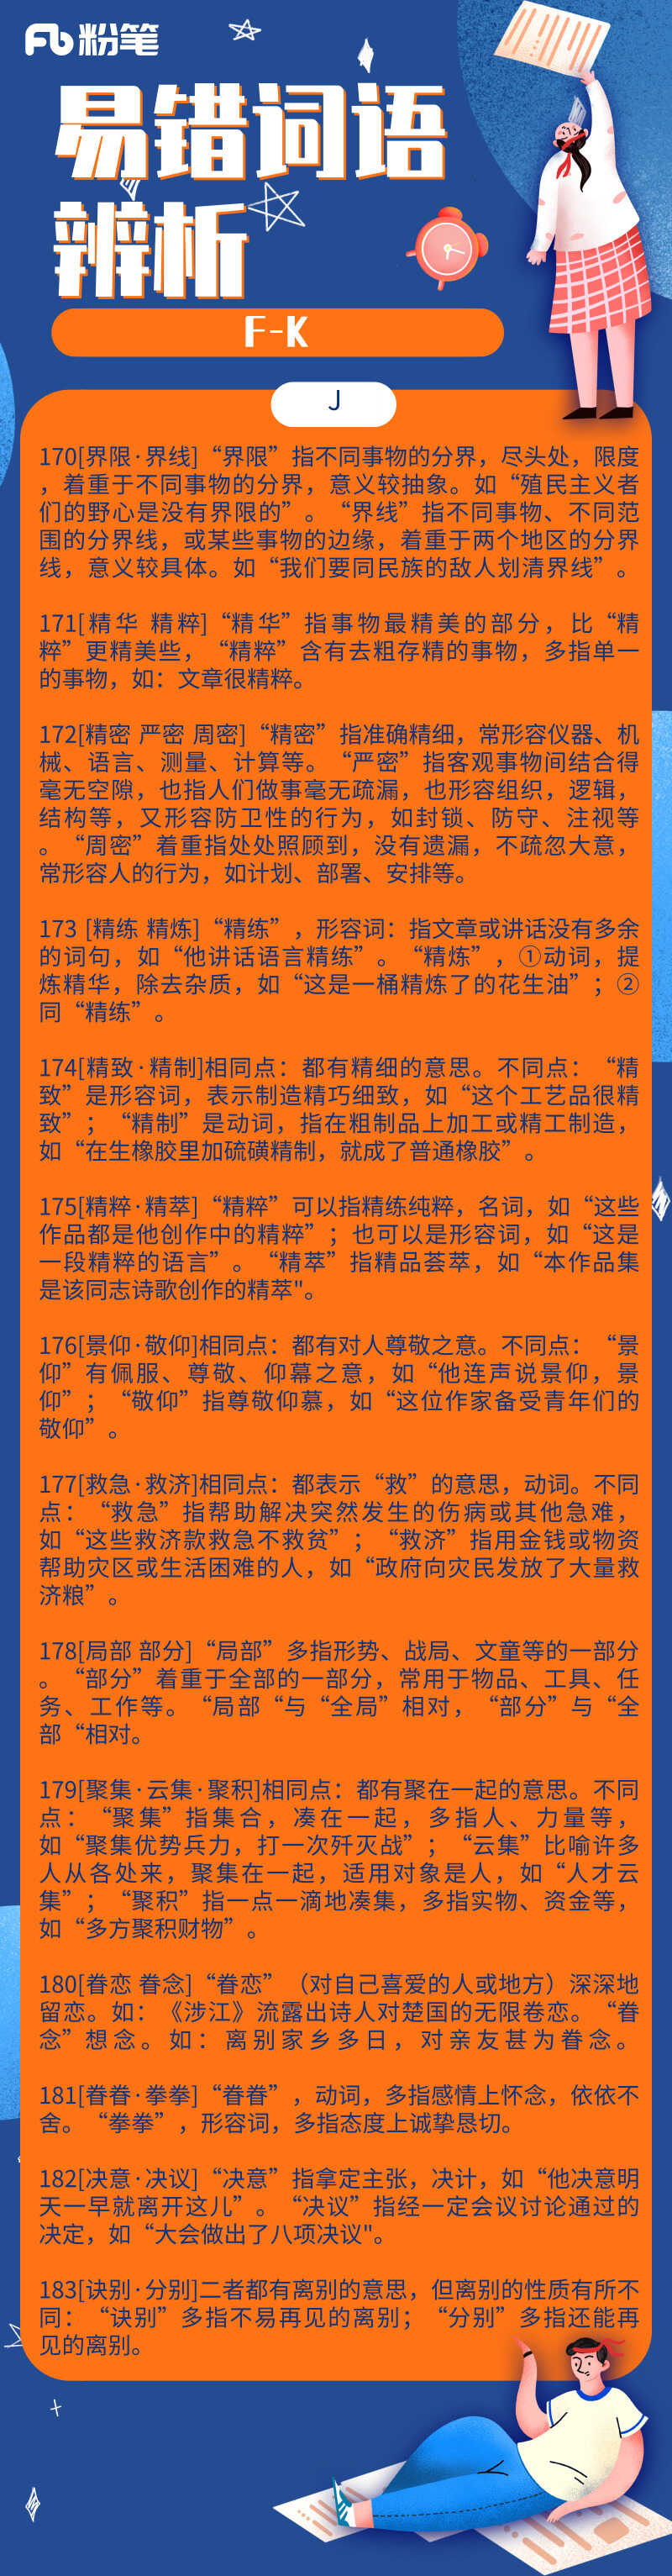 粉笔
易错词语
辨析
F-K
J
170[界限·界线]“界限”指不同事物的分界，尽头处，限度
，着重于不同事物的分界，意义较抽象。如“殖民主义者
们的野心是没有界限的”。“界线”指不同事物、不同范
围的分界线，或某些事物的边缘，着重于两个地区的分界
线，意义较具体。如“我们要同民族的敌人划清界线”。
171[精华 精粹]“精华”指事物最精美的部分，比“精
粹”更精美些，“精粹”含有去粗存精的事物，多指单一
的事物，如：文章很精粹。
172[精密 严密 周密]“精密”指准确精细，常形容仪器、机
械、语言、测量、计算等。“严密”指客观事物间结合得
毫无空隙，也指人们做事毫无疏漏，也形容组织，逻辑，
结构等，又形容防卫性的行为，如封锁、防守、注视等
。“周密”着重指处处照顾到，没有遗漏，不疏忽大意，
常形容人的行为，如计划、部署、安排等。
173 [精练 精炼]“精练”，形容词：指文章或讲话没有多余
的词句，如“他讲话语言精练”。“精炼”，①动词，提
炼精华，除去杂质，如“这是一桶精炼了的花生油”；②
同“精练”。
174[精致·精制]相同点：都有精细的意思。不同点：“精
致”是形容词，表示制造精巧细致，如“这个工艺品很精
致”；“精制”是动词，指在粗制品上加工或精工制造，
如“在生橡胶里加硫磺精制，就成了普通橡胶”。
175[精粹·精萃]“精粹”可以指精练纯粹，名词，如“这些
作品都是他创作中的精粹”；也可以是形容词，如“这是
一段精粹的语言”。“精萃”指精品荟萃，如“本作品集
是该同志诗歌创作的精萃"。
176[景仰·敬仰]相同点：都有对人尊敬之意。不同点：“景
仰”有佩服、尊敬、仰幕之意，如“他连声说景仰，景
仰”；“敬仰”指尊敬仰慕，如“这位作家备受青年们的
敬仰”。
177[救急·救济]相同点：都表示“救”的意思，动词。不同
点：“救急”指帮助解决突然发生的伤病或其他急难，
如“这些救济款救急不救贫”；“救济”指用金钱或物资
帮助灾区或生活困难的人，如“政府向灾民发放了大量救
济粮”。
178[局部 部分]“局部”多指形势、战局、文童等的一部分
。“部分”着重于全部的一部分，常用于物品、工具、任
务、工作等。“局部“与“全局”相对，“部分”与“全
部“相对。
179[聚集·云集·聚积]相同点：都有聚在一起的意思。不同
点：“聚集”指集合，凑在一起，多指人、力量等，
如“聚集优势兵力，打一次歼灭战”；“云集”比喻许多
人从各处来，聚集在一起，适用对象是人，如“人才云
集”；“聚积”指一点一滴地凑集，多指实物、资金等，
如“多方聚积财物”。
180[眷恋 眷念]“眷恋”（对自己喜爱的人或地方）深深地
留恋。如：《涉江》流露出诗人对楚国的无限卷恋。“眷
念”想念。如：离别家乡多日，对亲友甚为眷念。
181[眷眷·拳拳]“眷眷”，动词，多指感情上怀念，依依不
舍。“拳拳”，形容词，多指态度上诚挚恳切。
182[决意·决议]“决意”指拿定主张，决计，如“他决意明
天一早就离开这儿”。“决议”指经一定会议讨论通过的
决定，如“大会做出了八项决议"。
183[诀别·分别]二者都有离别的意思，但离别的性质有所不
同：“诀别”多指不易再见的离别；“分别”多指还能再
见的离别。